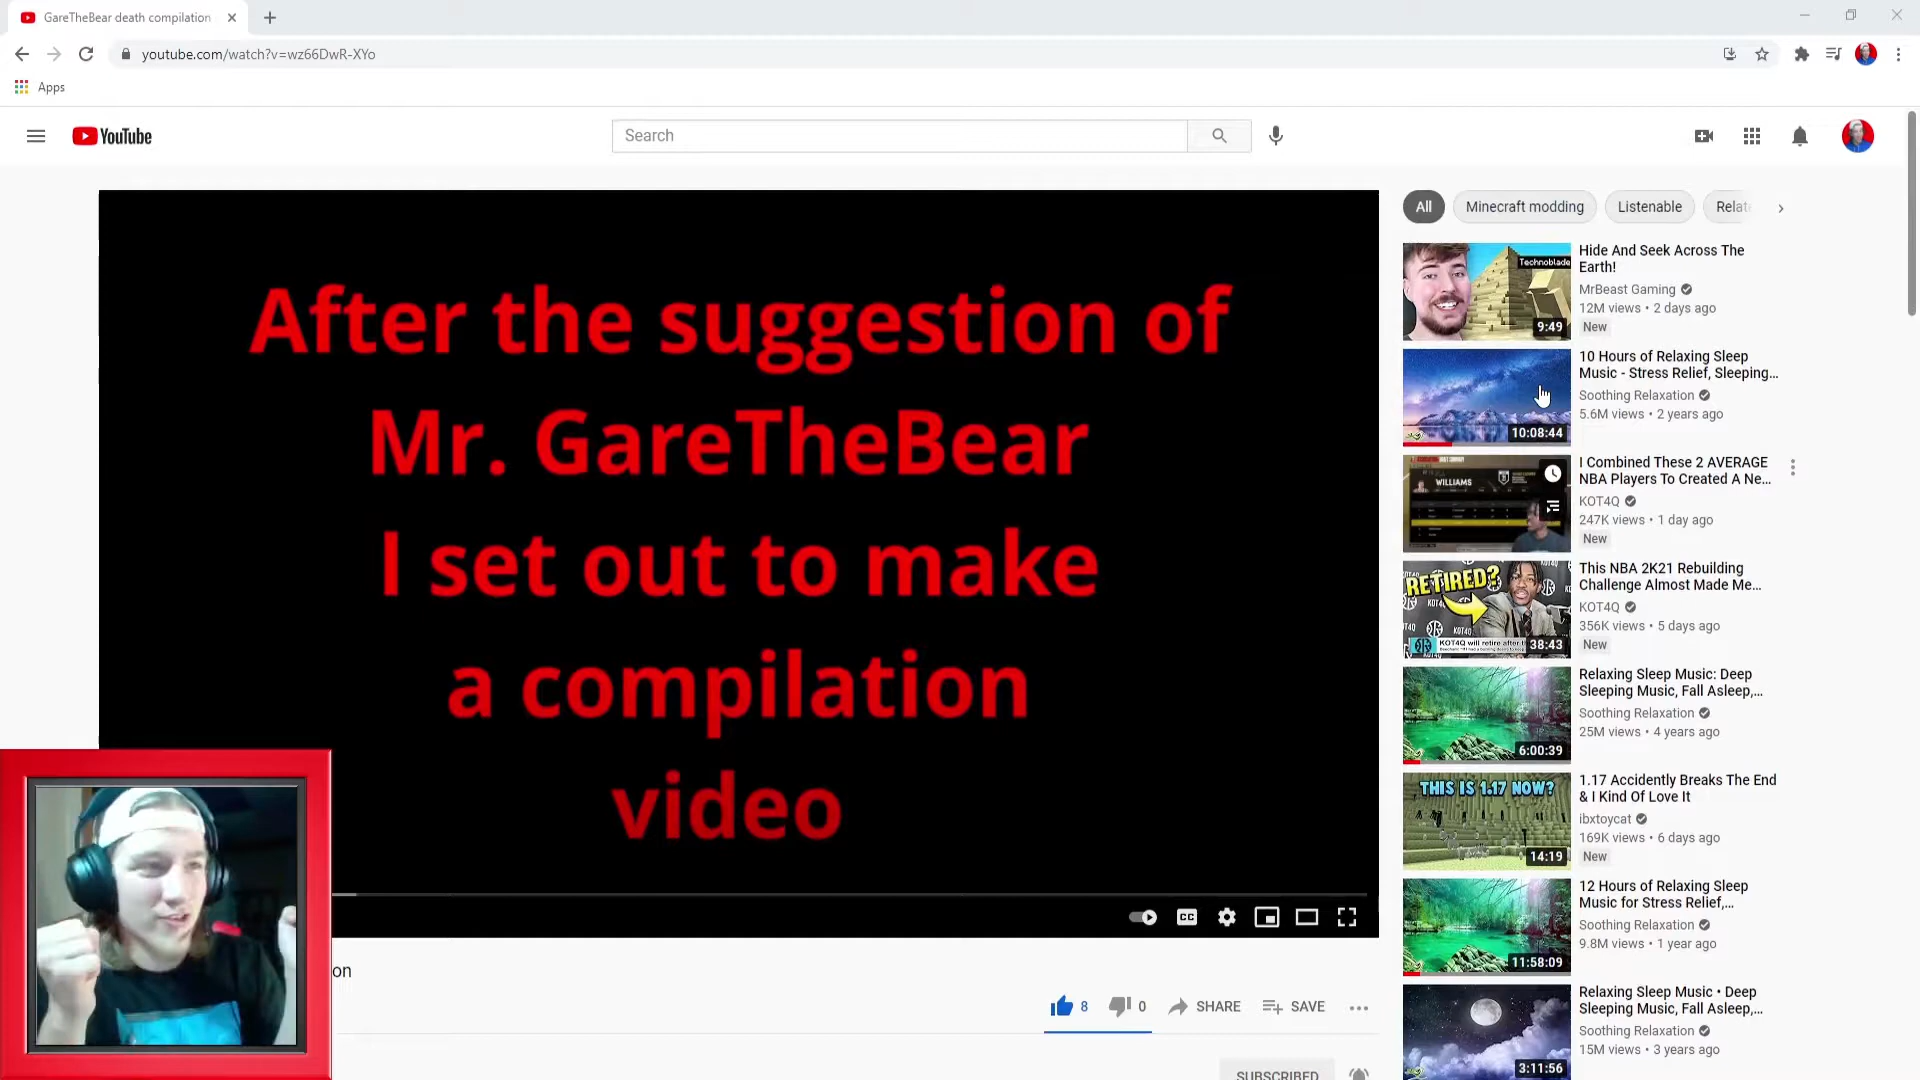 GareTheBear death compilation
youtube.com/watch?v=wz66DwR-XYo
Apps
YouTube
Search
After the suggestion of
Mr. GareTheBear
I set out to make
a compilation
video
CC
on
8
0
SHARE
SAVE
SUBSCRIBED
All
Minecraft modding
Listenable
Relate
Technoblade
9:49
Hide And Seek Across The
Earth!
MrBeast Gaming
12M views • 2 days ago
New
10:08:44
10 Hours of Relaxing Sleep
Music - Stress Relief, Sleeping...
Soothing Relaxation
5.6M views • 2 years ago
WILLIAMS
I Combined These 2 AVERAGE
NBA Players To Created A Ne...
KOT4Q
247K views • 1 day ago
New
RETIRED?
KOT4Q will retire after
38:43
This NBA 2K21 Rebuilding
Challenge Almost Made Me...
KOT4Q
356K views • 5 days ago
New
6:00:39
Relaxing Sleep Music: Deep
Sleeping Music, Fall Asleep,...
Soothing Relaxation
25M views • 4 years ago
THIS IS 1.17 NOW?
14:19
1.17 Accidently Breaks The End
& I Kind Of Love It
ibxtoycat
169K views • 6 days ago
New
11:58:09
12 Hours of Relaxing Sleep
Music for Stress Relief,...
Soothing Relaxation
9.8M views • 1 year ago
3:11:56
Relaxing Sleep Music • Deep
Sleeping Music, Fall Asleep,...
Soothing Relaxation
15M views • 3 years ago